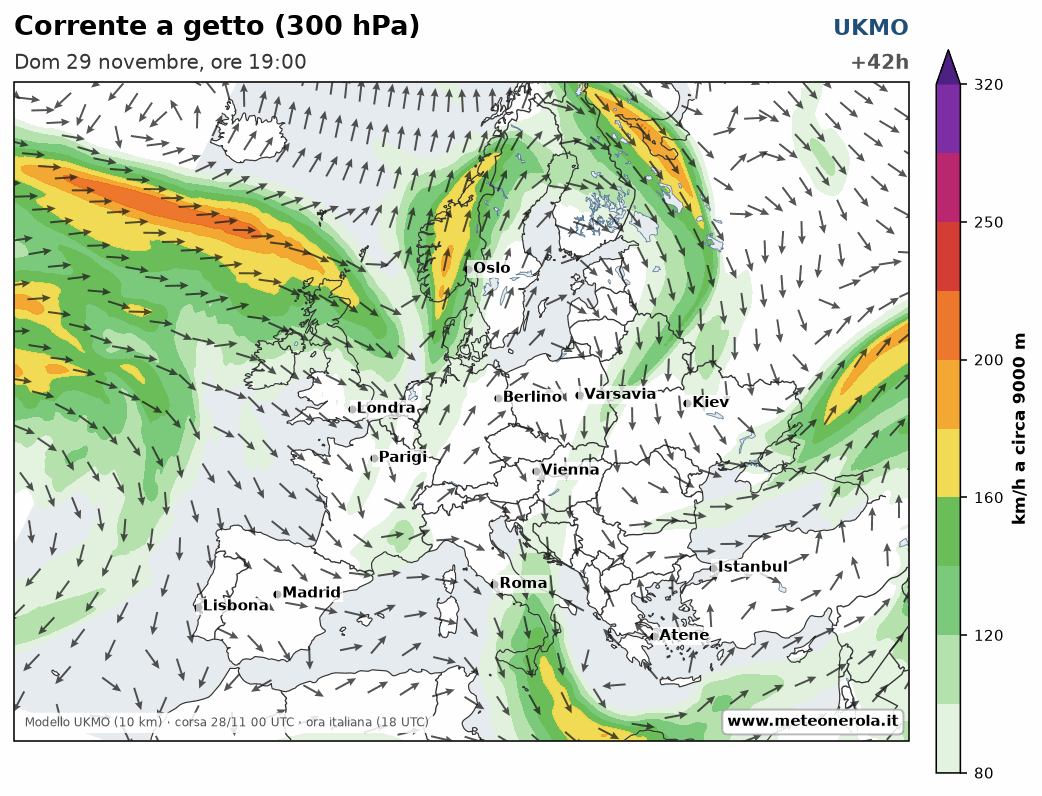 Corrente a getto (300 hPa)
UKMO
Dom 29 novembre, ore 19:00
+42h
320
250
200
160
120
80
km/h a circa 9000 m
Oslo
Londra
Berlino
Varsavia
Kiev
Parigi
Vienna
Roma
Istanbul
Madrid
Lisbona
Atene
Modello UKMO (10 km) · corsa 28/11 00 UTC · ora italiana (18 UTC)
www.meteonerola.it